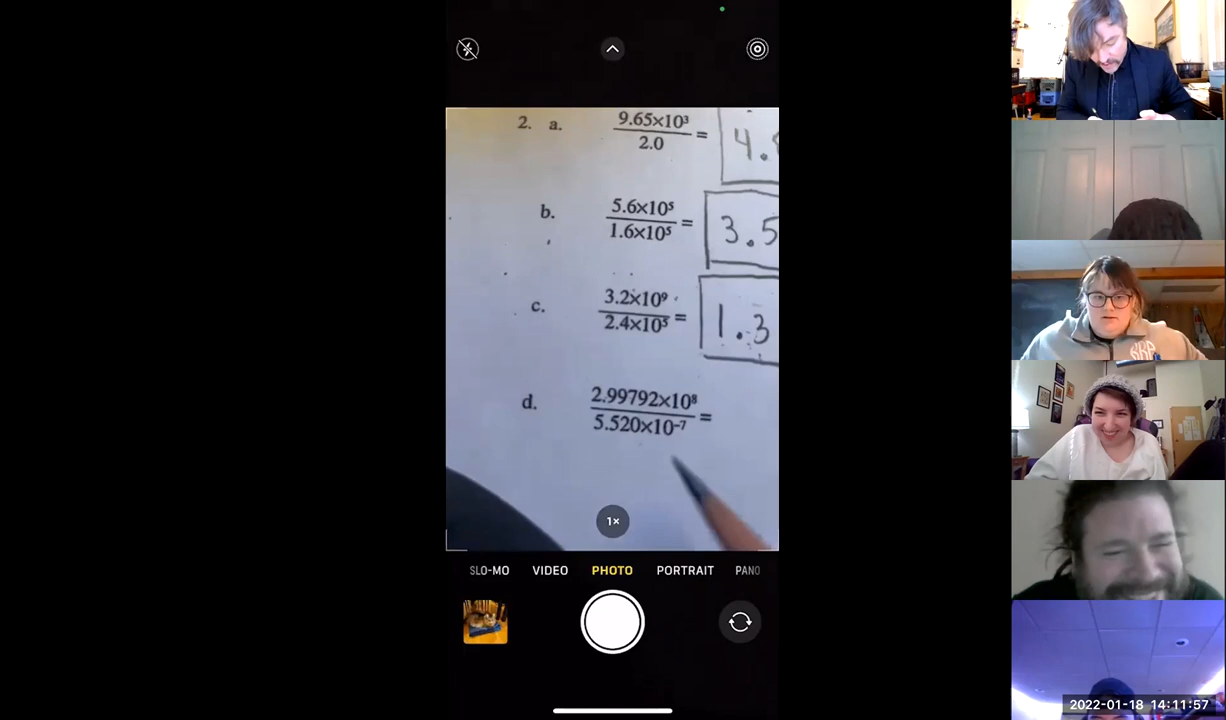 2. a. 9.65×10³
2.0 = 4.
b. 5.6×10⁵
1.6×10⁵ = 3.5
c. 3.2×10⁹
2.4×10⁵ = 1.3
d. 2.99792×10⁸
5.520×10⁻⁷ =
1×
SLO-MO VIDEO PHOTO PORTRAIT PANO
2022-01-18 14:11:57